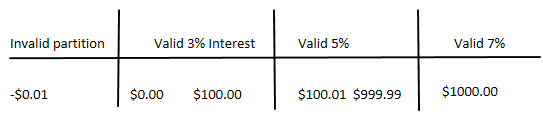 Invalid partition Valid 3% Interest Valid 5% Valid 7%
-$0.01 $0.00 $100.00 $100.01 $999.99 $1000.00